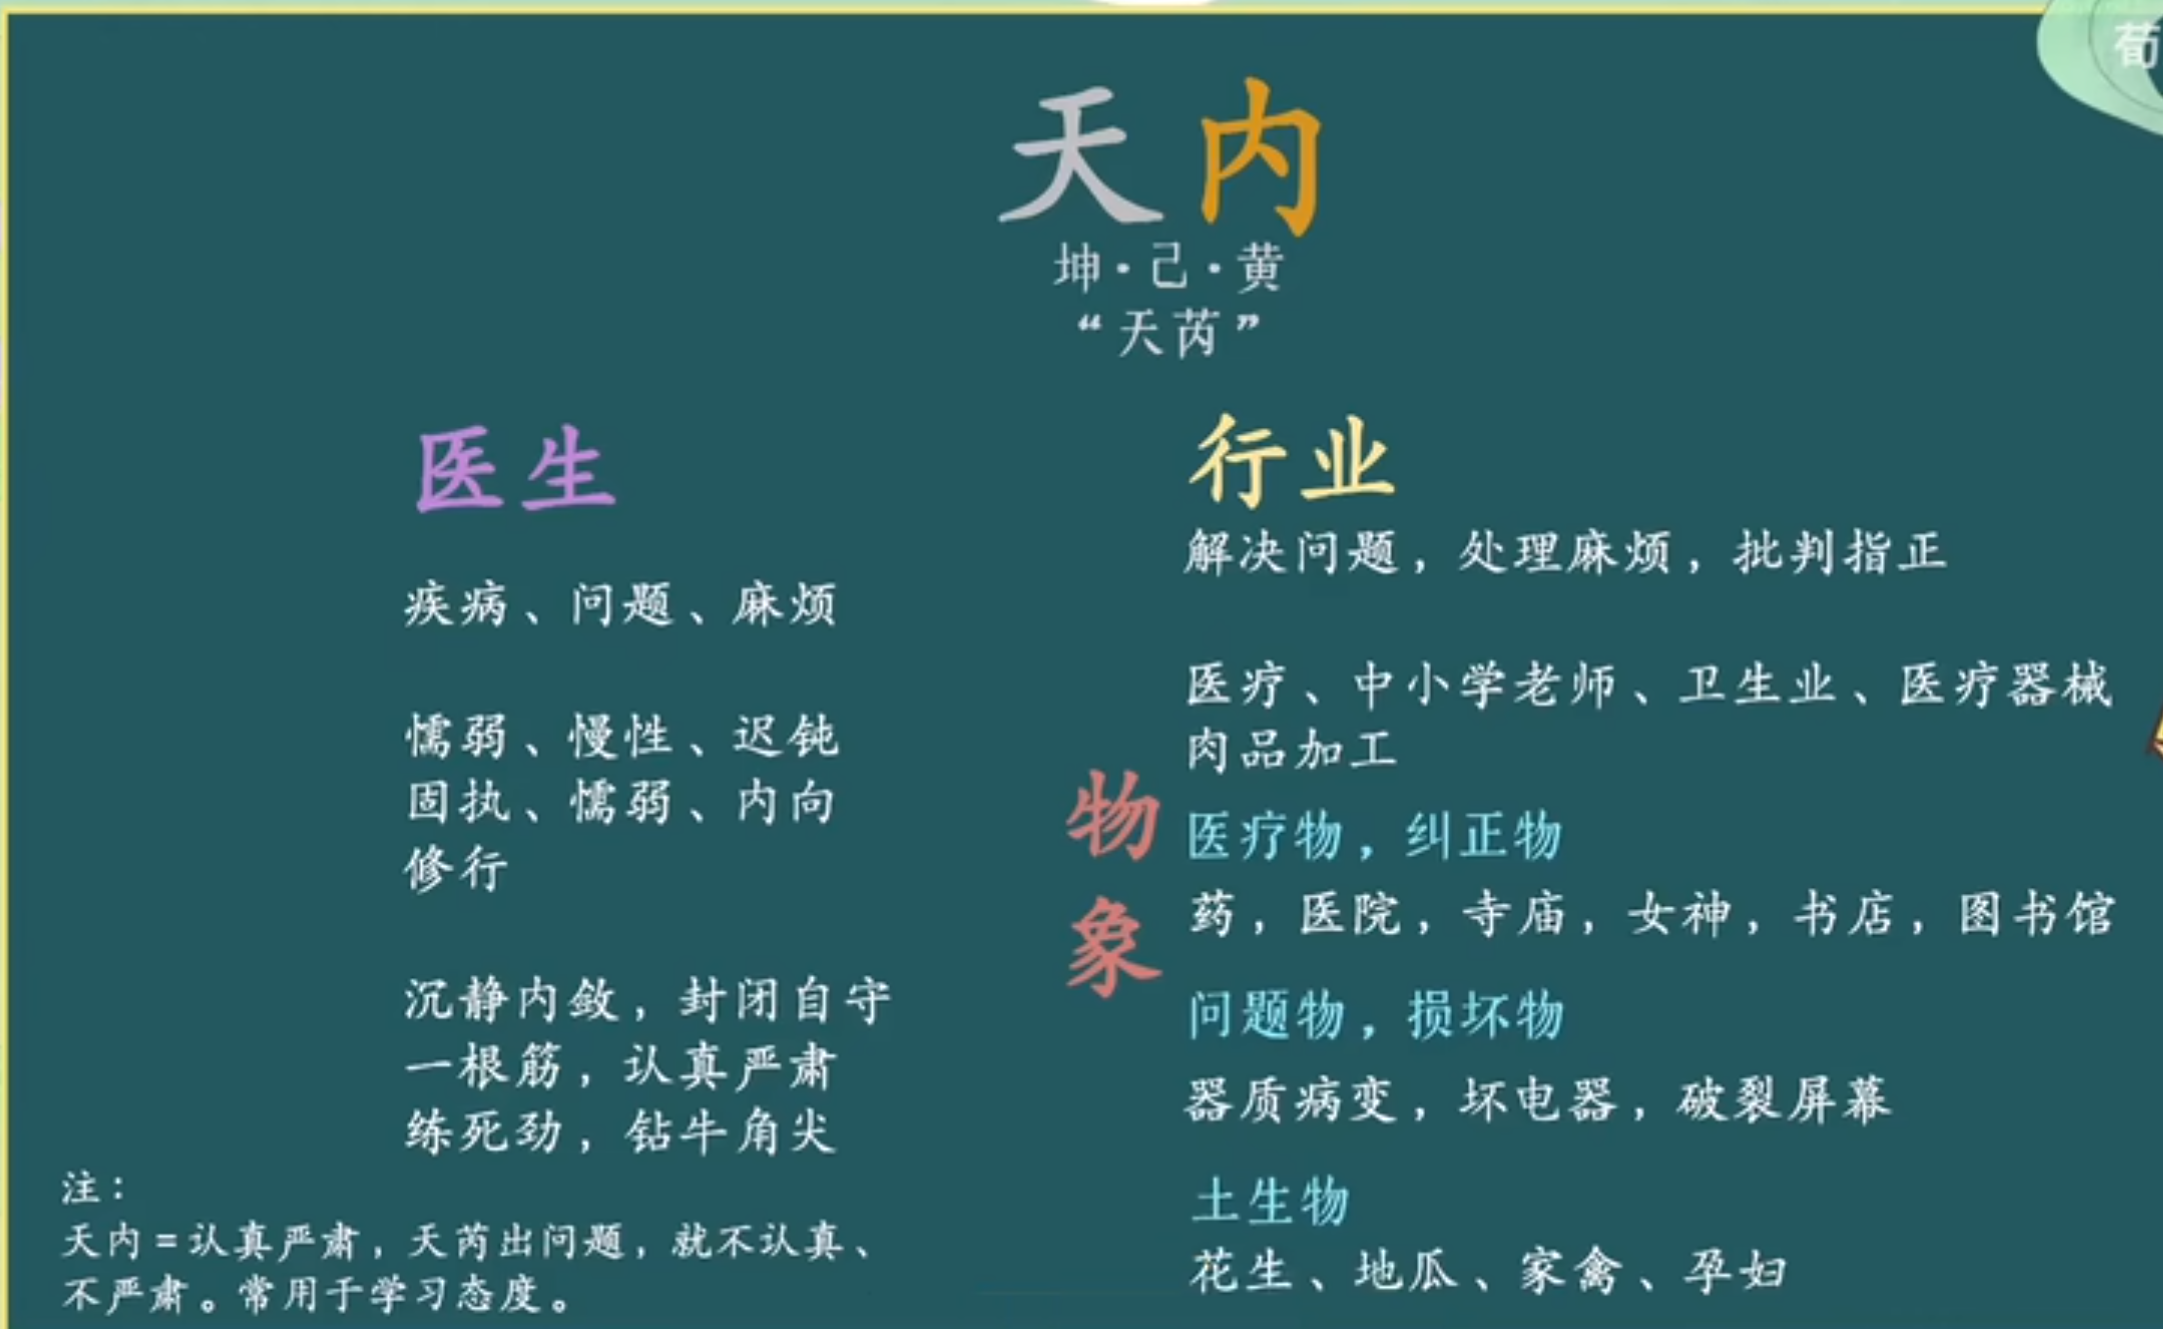 荀
天内
坤·己·黄
“天芮”
医生
疾病、问题、麻烦
懦弱、慢性、迟钝
固执、懦弱、内向
修行
沉静内敛，封闭自守
一根筋，认真严肃
练死劲，钻牛角尖
注：
天内=认真严肃，天芮出问题，就不认真、
不严肃。常用于学习态度。
行业
解决问题，处理麻烦，批判指正
医疗、中小学老师、卫生业、医疗器械
肉品加工
物象
医疗物，纠正物
药，医院，寺庙，女神，书店，图书馆
问题物，损坏物
器质病变，坏电器，破裂屏幕
土生物
花生、地瓜、家禽、孕妇